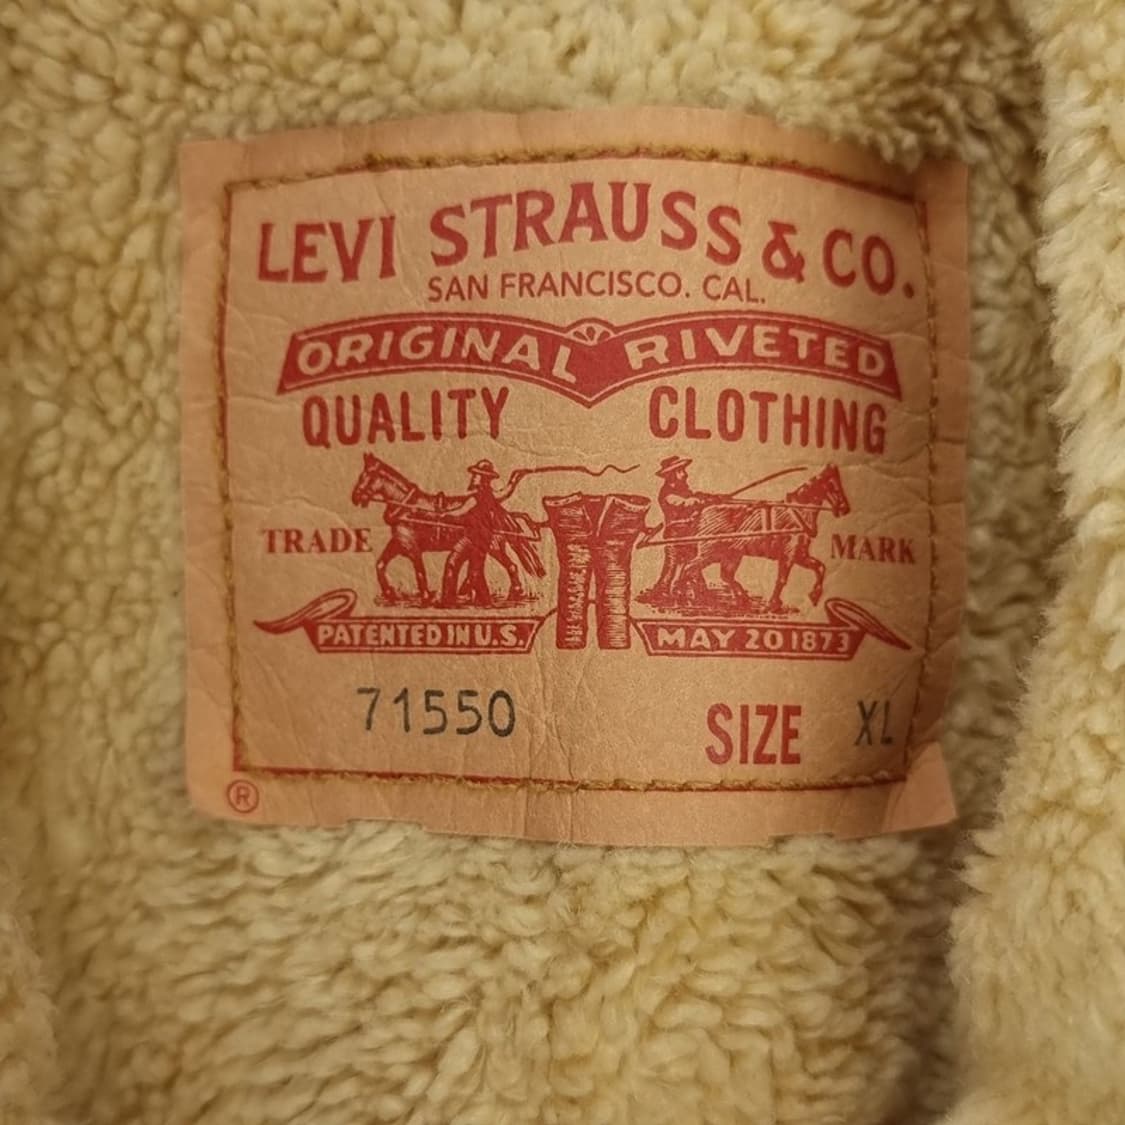 LEVI STRAUSS & CO.
SAN FRANCISCO. CAL.
ORIGINAL RIVETED
QUALITY CLOTHING
TRADE MARK
PATENTED IN U.S. MAY 20 1873
71550 SIZE XL
®